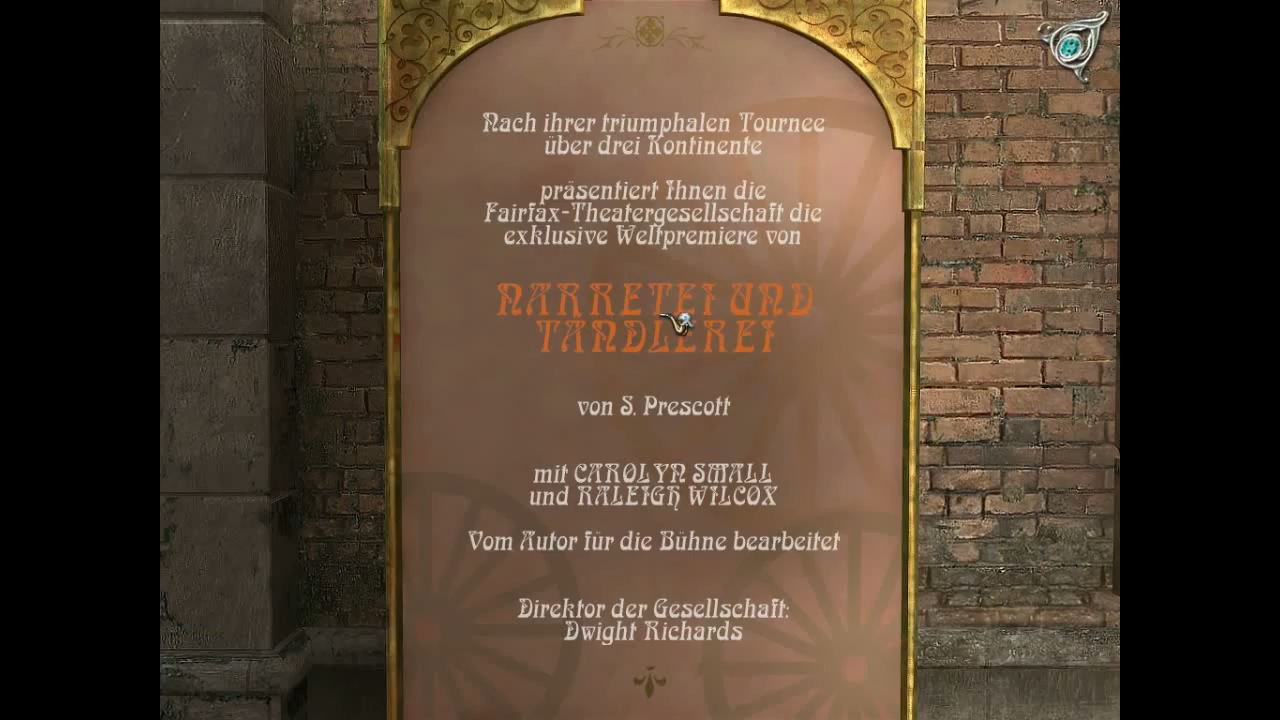 Nach ihrer triumphalen Tournee
über drei Kontinente
präsentiert Ihnen die
Fairfax-Theatergesellschaft die
exklusive Weltpremiere von
NARRETEI UND
TANDLEREI
von S. Prescott
mit CAROLYN SMALL
und RALEIGH WILCOX
Vom Autor für die Bühne bearbeitet
Direktor der Gesellschaft:
Dwight Richards